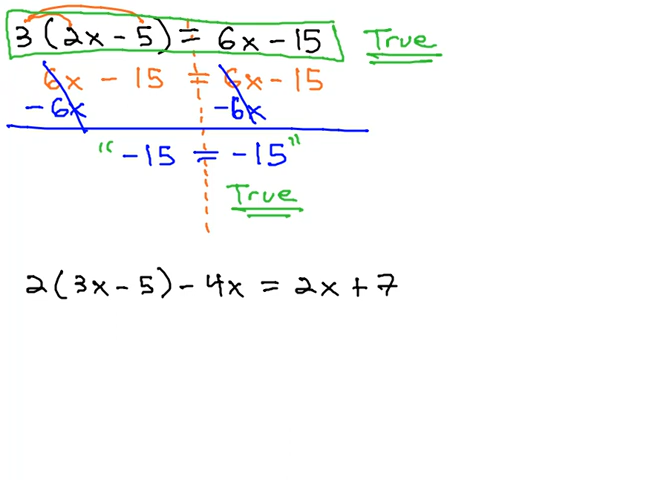 3(2x - 5) = 6x - 15 True
6x - 15 = 6x - 15
-6x -6x
"-15 = -15"
True
2(3x - 5) - 4x = 2x + 7